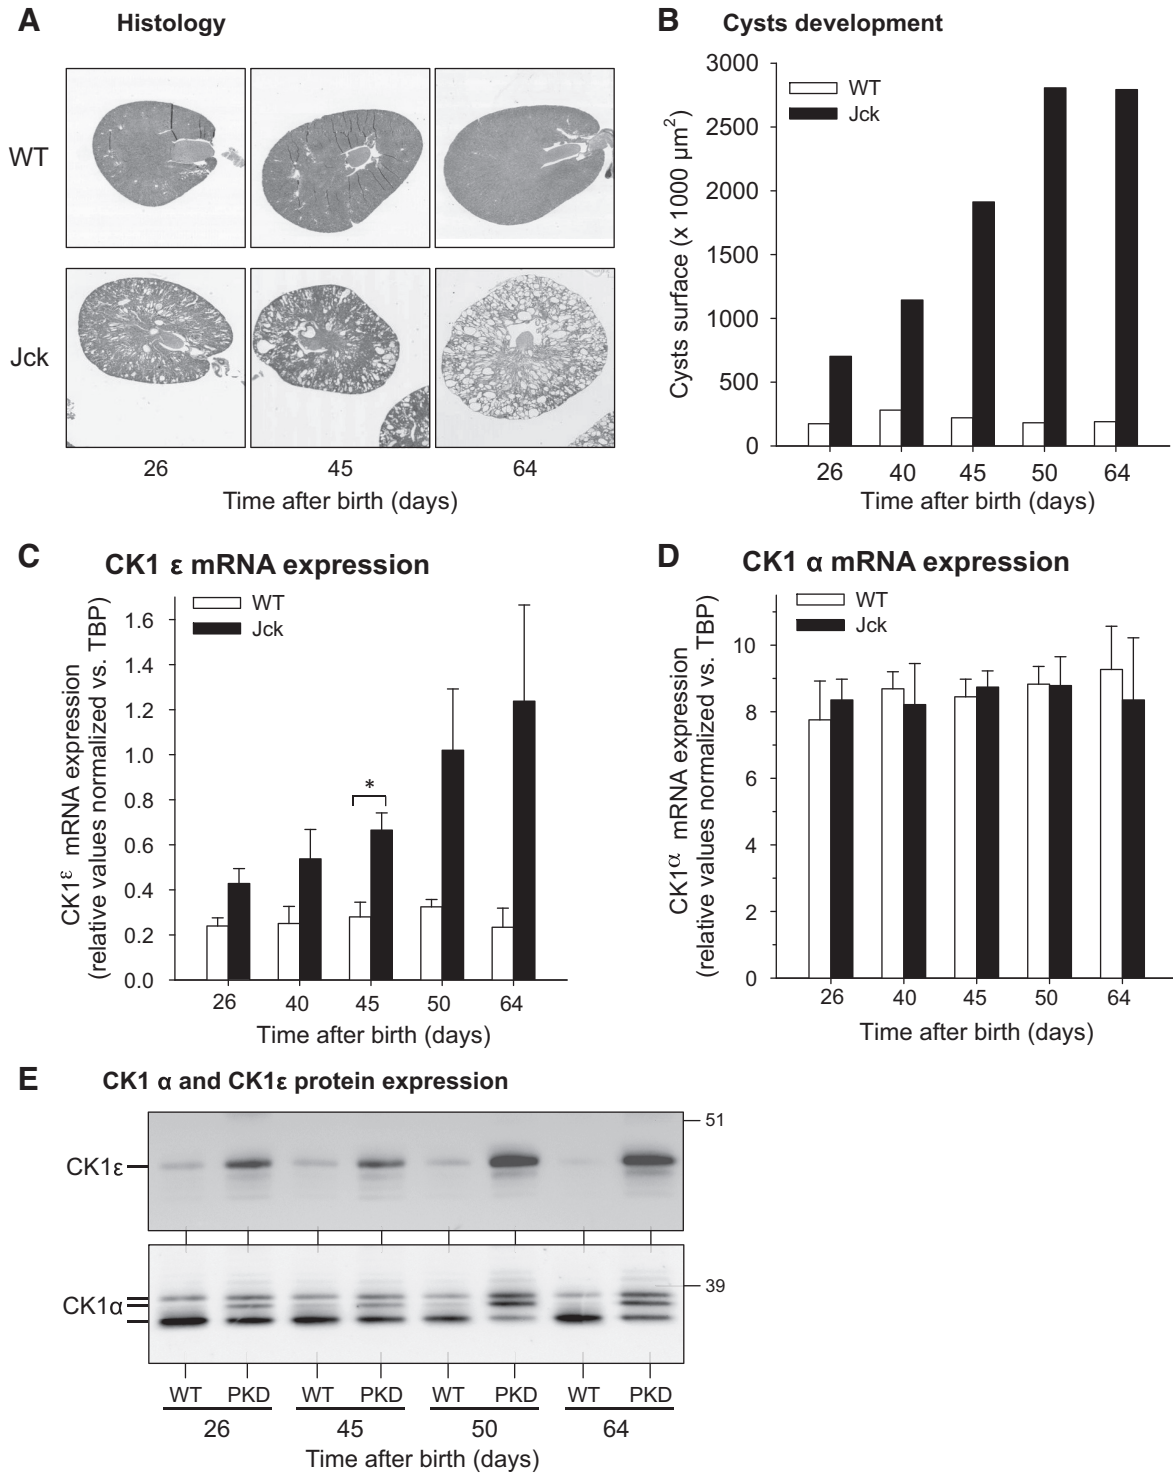 A Histology
WT
Jck
26 45 64
Time after birth (days)
B Cysts development
WT
Jck
Cysts surface (x 1000 µm²)
3000
2500
2000
1500
1000
500
0
26 40 45 50 64
Time after birth (days)
C CK1 ε mRNA expression
WT
Jck
CK1ε mRNA expression
(relative values normalized vs. TBP)
1.6
1.4
1.2
1.0
0.8
0.6
0.4
0.2
0.0
*
26 40 45 50 64
Time after birth (days)
D CK1 α mRNA expression
WT
Jck
CK1α mRNA expression
(relative values normalized vs. TBP)
10
8
6
4
2
0
26 40 45 50 64
Time after birth (days)
E CK1 α and CK1ε protein expression
51
CK1ε
39
CK1α
WT PKD WT PKD WT PKD WT PKD
26 45 50 64
Time after birth (days)